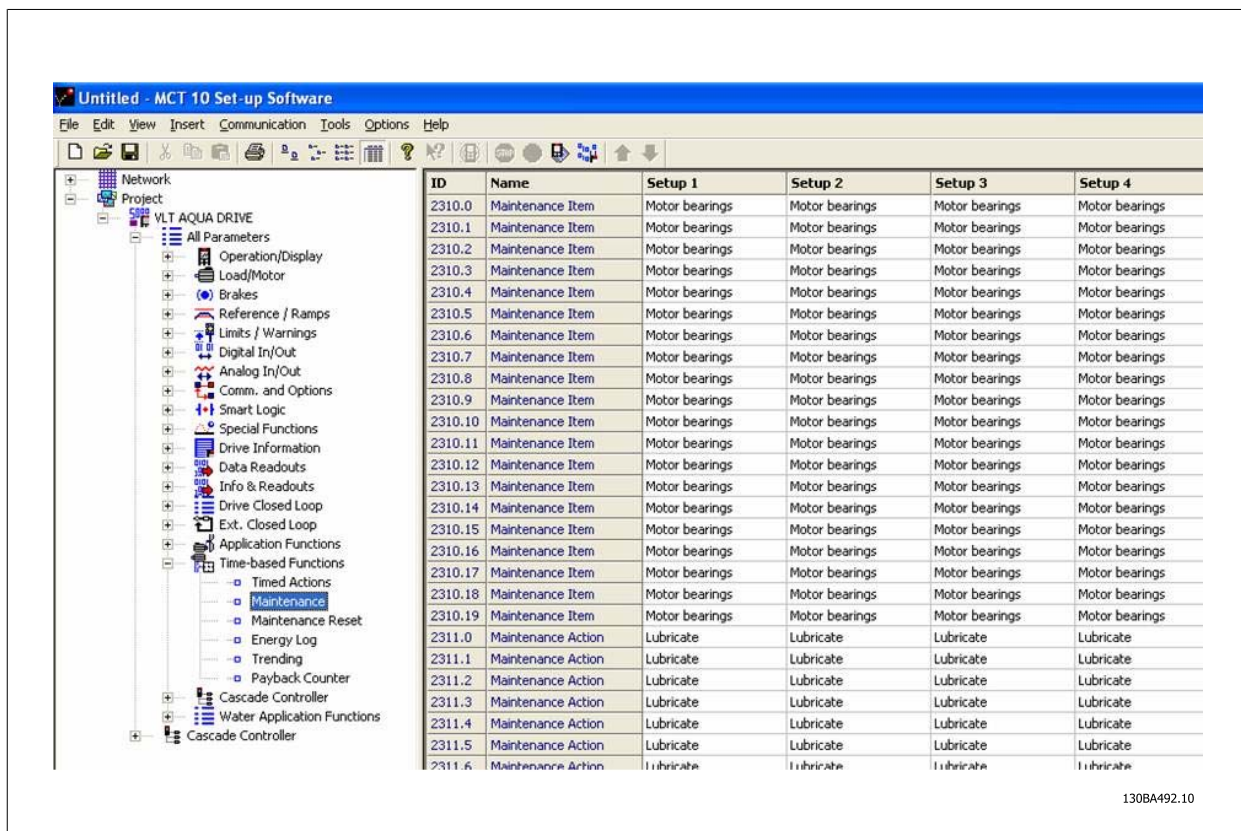 Untitled - MCT 10 Set-up Software
File Edit View Insert Communication Tools Options Help
Network
Project
VLT AQUA DRIVE
All Parameters
Operation/Display
Load/Motor
Brakes
Reference / Ramps
Limits / Warnings
Digital In/Out
Analog In/Out
Comm. and Options
Smart Logic
Special Functions
Drive Information
Data Readouts
Info & Readouts
Drive Closed Loop
Ext. Closed Loop
Application Functions
Time-based Functions
Timed Actions
Maintenance
Maintenance Reset
Energy Log
Trending
Payback Counter
Cascade Controller
Water Application Functions
Cascade Controller
ID Name Setup 1 Setup 2 Setup 3 Setup 4
2310.0 Maintenance Item Motor bearings Motor bearings Motor bearings Motor bearings
2310.1 Maintenance Item Motor bearings Motor bearings Motor bearings Motor bearings
2310.2 Maintenance Item Motor bearings Motor bearings Motor bearings Motor bearings
2310.3 Maintenance Item Motor bearings Motor bearings Motor bearings Motor bearings
2310.4 Maintenance Item Motor bearings Motor bearings Motor bearings Motor bearings
2310.5 Maintenance Item Motor bearings Motor bearings Motor bearings Motor bearings
2310.6 Maintenance Item Motor bearings Motor bearings Motor bearings Motor bearings
2310.7 Maintenance Item Motor bearings Motor bearings Motor bearings Motor bearings
2310.8 Maintenance Item Motor bearings Motor bearings Motor bearings Motor bearings
2310.9 Maintenance Item Motor bearings Motor bearings Motor bearings Motor bearings
2310.10 Maintenance Item Motor bearings Motor bearings Motor bearings Motor bearings
2310.11 Maintenance Item Motor bearings Motor bearings Motor bearings Motor bearings
2310.12 Maintenance Item Motor bearings Motor bearings Motor bearings Motor bearings
2310.13 Maintenance Item Motor bearings Motor bearings Motor bearings Motor bearings
2310.14 Maintenance Item Motor bearings Motor bearings Motor bearings Motor bearings
2310.15 Maintenance Item Motor bearings Motor bearings Motor bearings Motor bearings
2310.16 Maintenance Item Motor bearings Motor bearings Motor bearings Motor bearings
2310.17 Maintenance Item Motor bearings Motor bearings Motor bearings Motor bearings
2310.18 Maintenance Item Motor bearings Motor bearings Motor bearings Motor bearings
2310.19 Maintenance Item Motor bearings Motor bearings Motor bearings Motor bearings
2311.0 Maintenance Action Lubricate Lubricate Lubricate Lubricate
2311.1 Maintenance Action Lubricate Lubricate Lubricate Lubricate
2311.2 Maintenance Action Lubricate Lubricate Lubricate Lubricate
2311.3 Maintenance Action Lubricate Lubricate Lubricate Lubricate
2311.4 Maintenance Action Lubricate Lubricate Lubricate Lubricate
2311.5 Maintenance Action Lubricate Lubricate Lubricate Lubricate
2311.6 Maintenance Action Lubricate Lubricate Lubricate Lubricate
130BA492.10